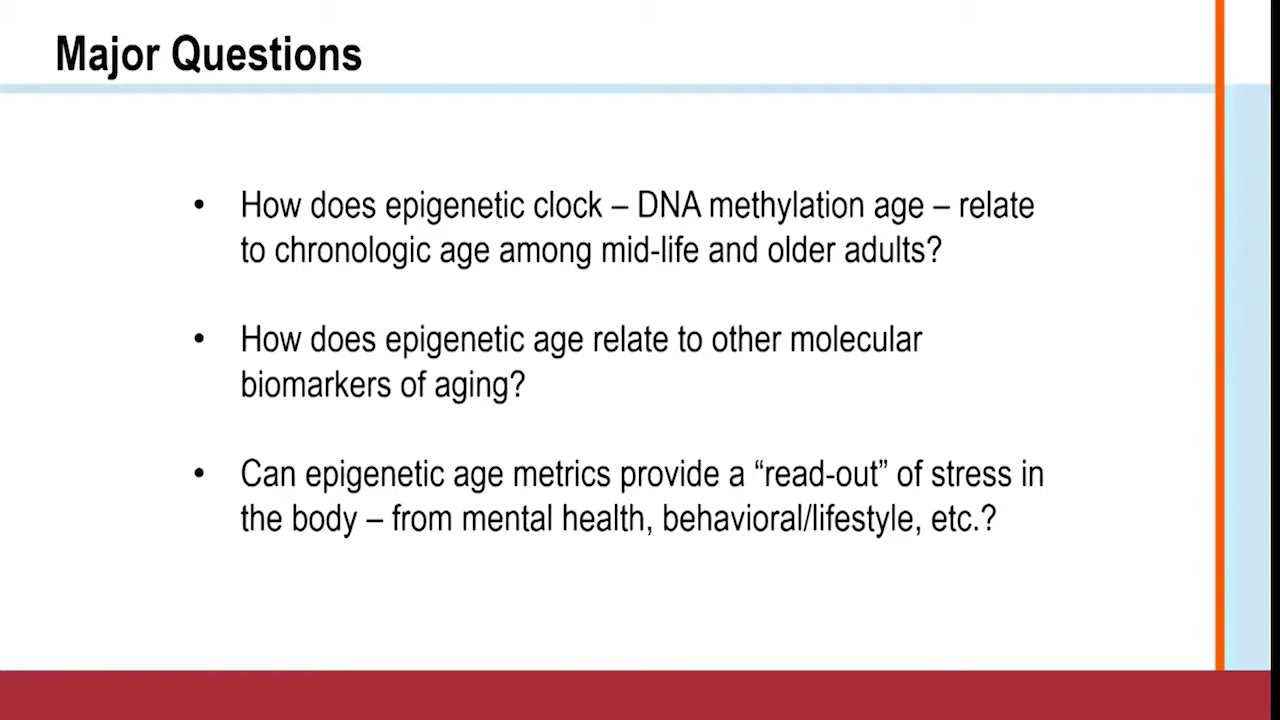 Major Questions
• How does epigenetic clock – DNA methylation age – relate
to chronologic age among mid-life and older adults?
• How does epigenetic age relate to other molecular
biomarkers of aging?
• Can epigenetic age metrics provide a “read-out” of stress in
the body – from mental health, behavioral/lifestyle, etc.?